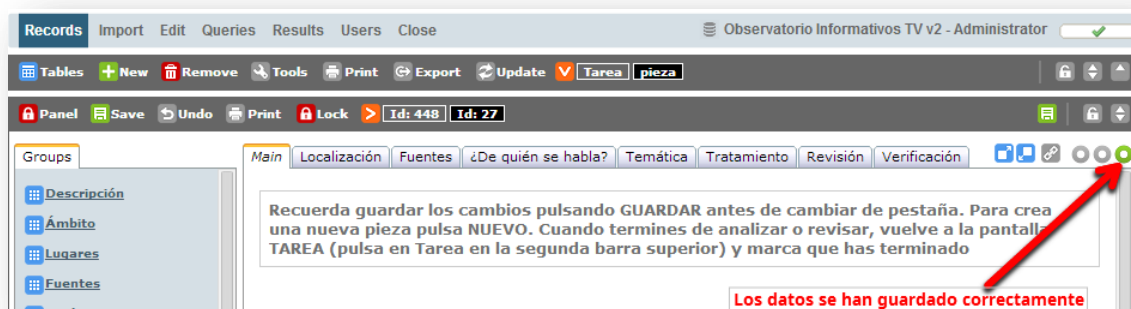 Records Import Edit Queries Results Users Close Observatorio Informativos TV v2 - Administrator
Tables New Remove Tools Print Export Update Tarea pieza
Panel Save Undo Print Lock Id: 448 Id: 27
Groups Main Localización Fuentes ¿De quién se habla? Temática Tratamiento Revisión Verificación
Descripción
Ámbito
Lugares
Fuentes
Recuerda guardar los cambios pulsando GUARDAR antes de cambiar de pestaña. Para crea
una nueva pieza pulsa NUEVO. Cuando termines de analizar o revisar, vuelve a la pantall
TAREA (pulsa en Tarea en la segunda barra superior) y marca que has terminado
Los datos se han guardado correctamente